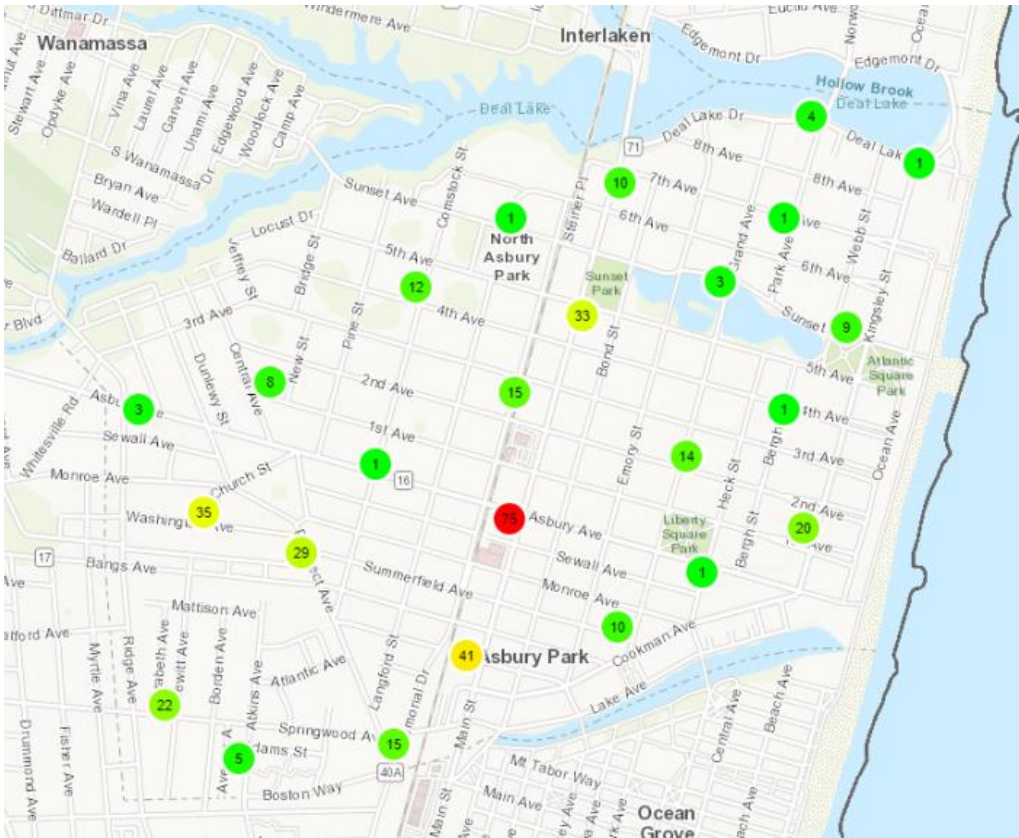 Dittmar Dr
Wanamassa
Windermere Ave
Interlaken
Euclid Ave
Ocean
Edgemont Dr
Edgemont Dr
Hollow Brook
Deal Lake
Deal Lake
Stewart Ave
Opdyke Ave
Vina Ave
Laurel Ave
Garven Ave
Unami Ave
Edgewood Ave
Woodlock Ave
Camp Ave
S Wanamassa Dr
Bryan Ave
Wardell Pl
Ballard Dr
Locust Dr
Sunset Ave
Comstock St
Steiner Pl
71
Deal Lake Dr
Deal Lake
4
1
8th Ave
8th Ave
7th Ave
10
1
North
Asbury
Park
6th Ave
6th Ave
1
Ave
Grand Ave
Park Ave
Webb St
Kingsley St
Jeffrey St
Bridge St
5th Ave
12
4th Ave
Sunset
Park
3
Sunset
9
33
Bond St
Blvd
3rd Ave
Pine St
Central Ave
New St
Dunlewy St
8
2nd Ave
15
5th Ave
Atlantic
Square
Park
Ocean Ave
Whitesville Rd
3
Sewall Ave
1st Ave
1
16
Emory St
14
Heck St
1
4th Ave
3rd Ave
Bergh St
2nd Ave
20
Ave
Monroe Ave
Church St
35
29
75
Asbury Ave
Liberty
Square
Park
1
Sewall Ave
17
Bangs Ave
Summerfield Ave
Monroe Ave
10
Cookman Ave
Mattison Ave
Ridge Ave
Myrtle Ave
Borden Ave
Atkins Ave
Atlantic Ave
Langford St
41
Asbury Park
Lake Ave
22
Springwood
15
5
Main St
40A
Boston Way
Drummond Ave
Fisher Ave
Main St
Mt Tabor Way
Main Ave
Central Ave
Beach Ave
Ocean
Grove